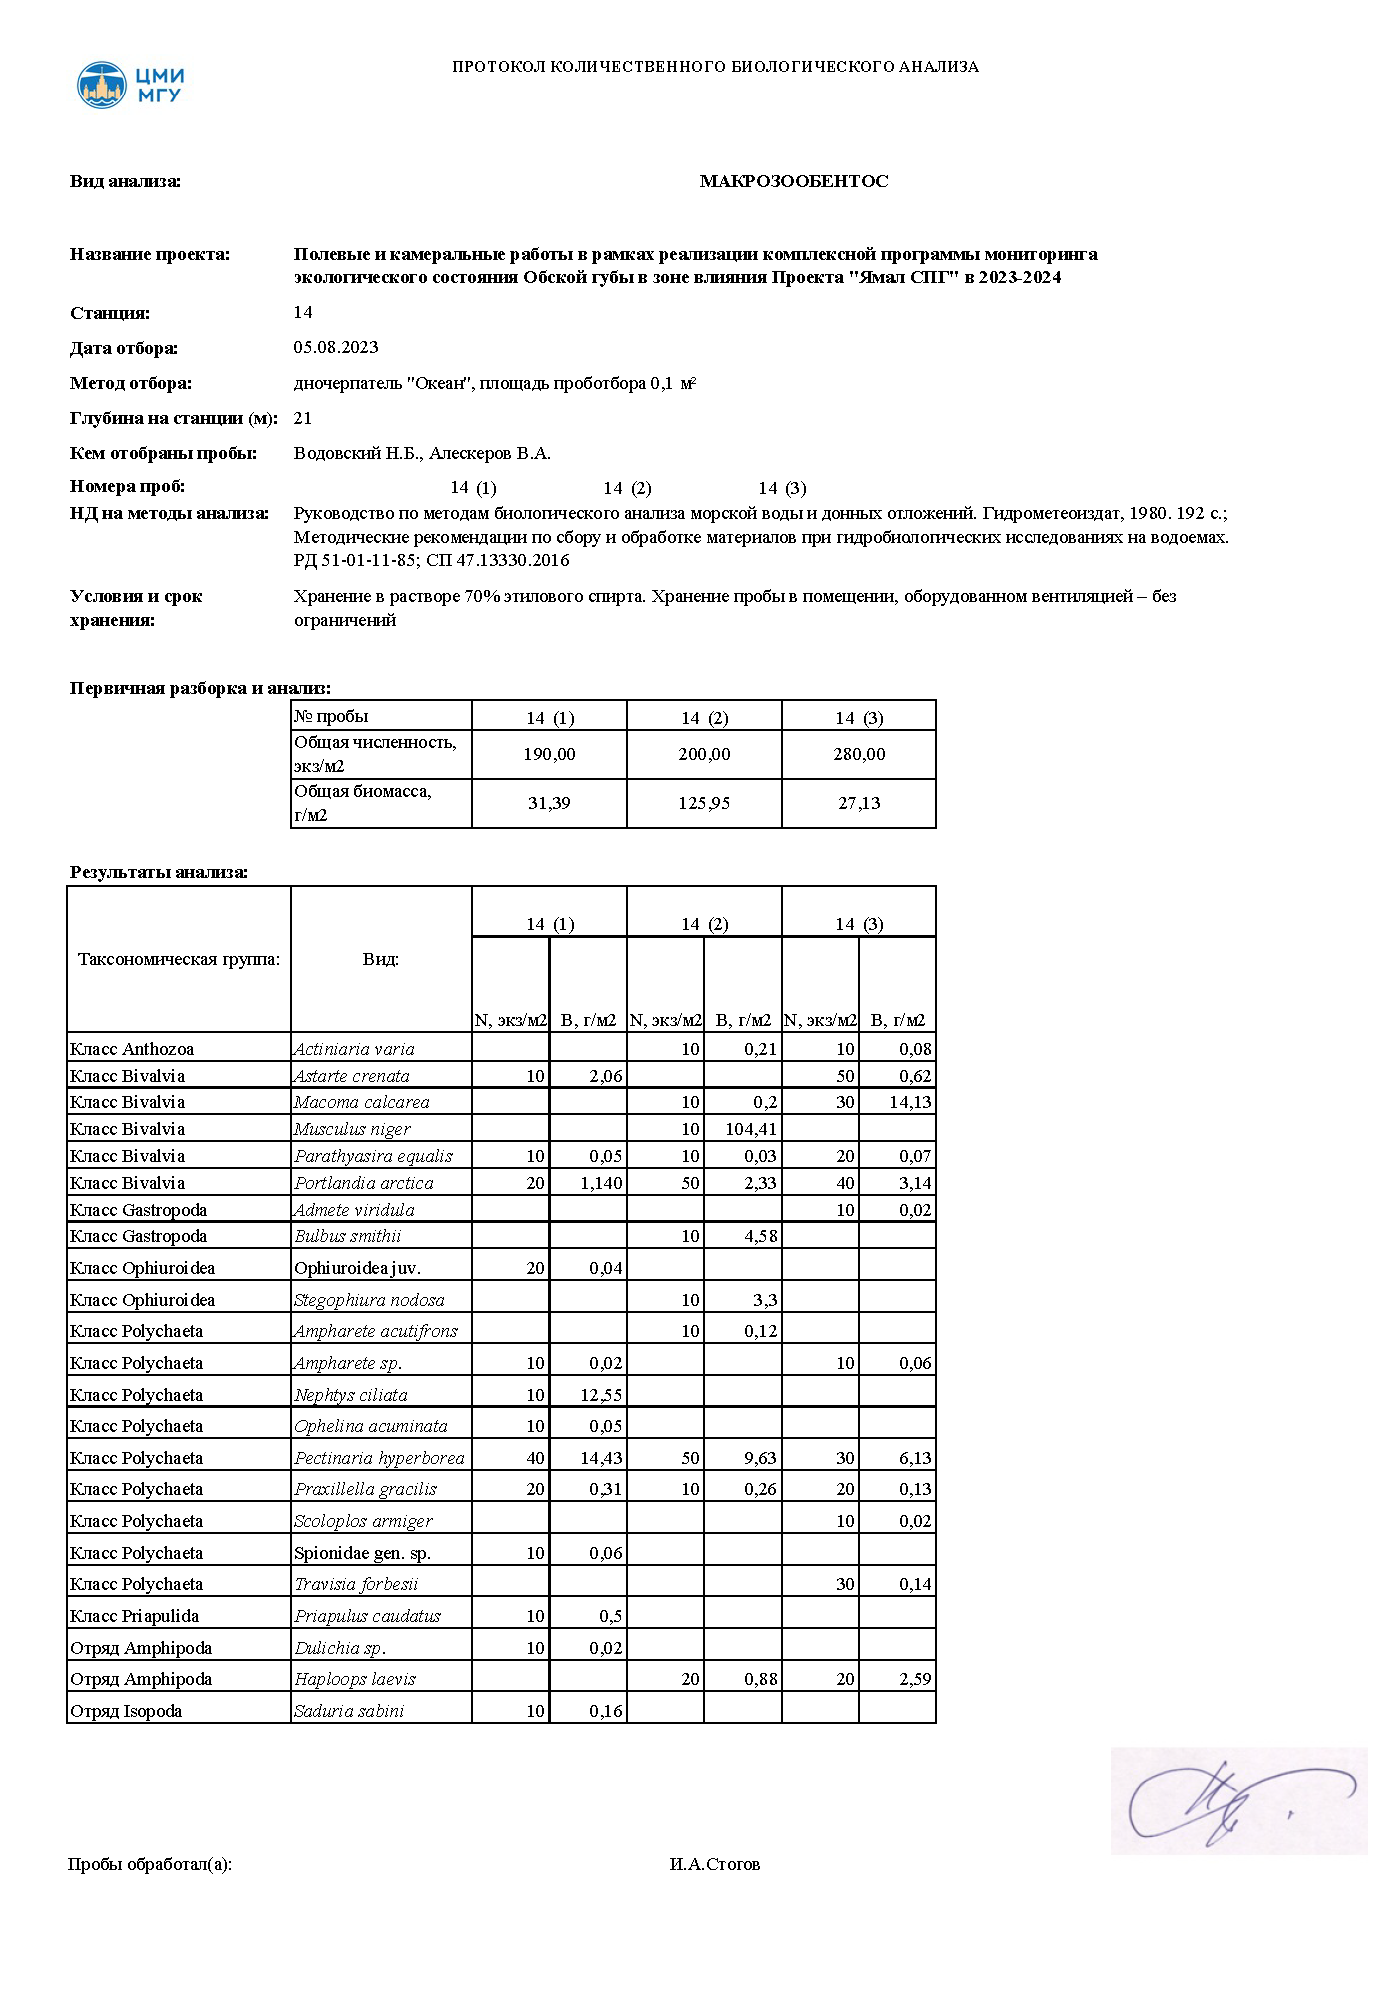 ЦМИ
МГУ
ПРОТОКОЛ КОЛИЧЕСТВЕННОГО БИОЛОГИЧЕСКОГО АНАЛИЗА
Вид анализа: МАКРОЗООБЕНТОС
Название проекта: Полевые и камеральные работы в рамках реализации комплексной программы мониторинга
экологического состояния Обской губы в зоне влияния Проекта "Ямал СПГ" в 2023-2024
Станция: 14
Дата отбора: 05.08.2023
Метод отбора: дночерпатель "Океан", площадь проботбора 0,1 м²
Глубина на станции (м): 21
Кем отобраны пробы: Водовский Н.Б., Алескеров В.А.
Номера проб: 14 (1) 14 (2) 14 (3)
НД на методы анализа: Руководство по методам биологического анализа морской воды и донных отложений. Гидрометеоиздат, 1980. 192 с.;
Методические рекомендации по сбору и обработке материалов при гидробиологических исследованиях на водоемах.
РД 51-01-11-85; СП 47.13330.2016
Условия и срок Хранение в растворе 70% этилового спирта. Хранение пробы в помещении, оборудованном вентиляцией – без
хранения: ограничений
Первичная разборка и анализ:
№ пробы 14 (1) 14 (2) 14 (3)
Общая численность,
экз/м2 190,00 200,00 280,00
Общая биомасса,
г/м2 31,39 125,95 27,13
Результаты анализа:
14 (1) 14 (2) 14 (3)
Таксономическая группа: Вид:
N, экз/м2 B, г/м2 N, экз/м2 B, г/м2 N, экз/м2 B, г/м2
Класс Anthozoa Actiniaria varia 10 0,21 10 0,08
Класс Bivalvia Astarte crenata 10 2,06 50 0,62
Класс Bivalvia Macoma calcarea 10 0,2 30 14,13
Класс Bivalvia Musculus niger 10 104,41
Класс Bivalvia Parathyasira equalis 10 0,05 10 0,03 20 0,07
Класс Bivalvia Portlandia arctica 20 1,140 50 2,33 40 3,14
Класс Gastropoda Admete viridula 10 0,02
Класс Gastropoda Bulbus smithii 10 4,58
Класс Ophiuroidea Ophiuroidea juv. 20 0,04
Класс Ophiuroidea Stegophiura nodosa 10 3,3
Класс Polychaeta Ampharete acutifrons 10 0,12
Класс Polychaeta Ampharete sp. 10 0,02 10 0,06
Класс Polychaeta Nephtys ciliata 10 12,55
Класс Polychaeta Ophelina acuminata 10 0,05
Класс Polychaeta Pectinaria hyperborea 40 14,43 50 9,63 30 6,13
Класс Polychaeta Praxillella gracilis 20 0,31 10 0,26 20 0,13
Класс Polychaeta Scoloplos armiger 10 0,02
Класс Polychaeta Spionidae gen. sp. 10 0,06
Класс Polychaeta Travisia forbesii 30 0,14
Класс Priapulida Priapulus caudatus 10 0,5
Отряд Amphipoda Dulichia sp. 10 0,02
Отряд Amphipoda Haploops laevis 20 0,88 20 2,59
Отряд Isopoda Saduria sabini 10 0,16
Пробы обработал(а): И.А.Стогов